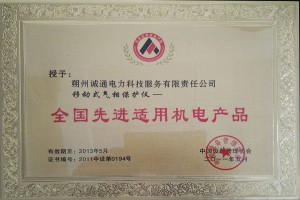 授予：
朔州诚通电力科技服务有限责任公司
移动式气相保护仪——
全国先进适用机电产品
有效期至：2013年5月
证书编号：2011中设第0194号